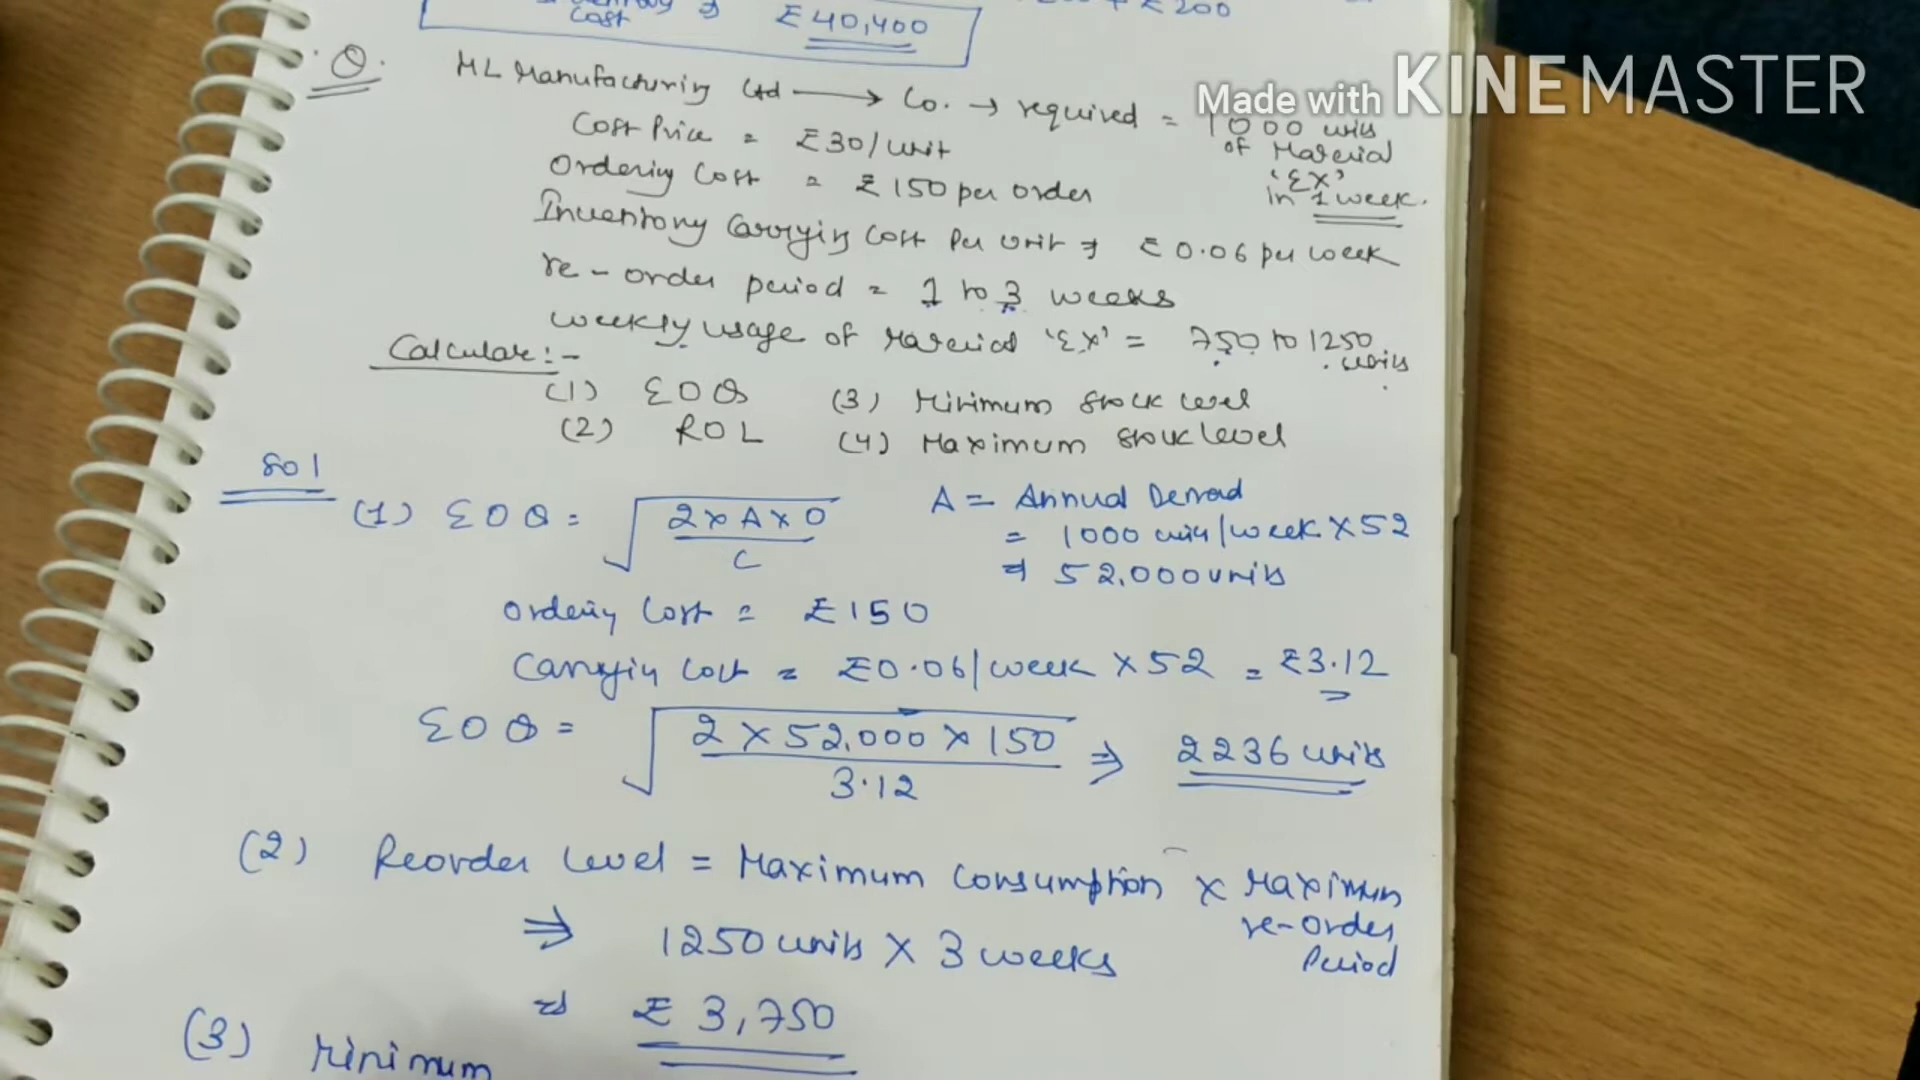 Cost ₹ 40,400
₹ 200
Made with KINEMASTER
Q. ML Manufacturing Ltd → Co. → required = 1000 units
of Material
'EX'
in 1 week.
Cost Price = ₹30/unit
Ordering Cost = ₹150 per order
Inventory Carrying Cost Per Unit ⇒ ₹0.06 per week
re-order period = 1 to 3 weeks
weekly usage of Material 'EX' = 750 to 1250 units
Calculate:-
(1) EOQ (3) Minimum stock level
(2) ROL (4) Maximum stock level
Sol
(1) EOQ = √ 2×A×O / C
A = Annual Demad
= 1000 units/week × 52
⇒ 52,000 units
Ordering Cost = ₹150
Carrying Cost = ₹0.06/week × 52 = ₹3.12
EOQ = √ 2 × 52,000 × 150 / 3.12 ⇒ 2236 units
(2) Reorder Level = Maximum Consumption × Maximum
re-order
Period
⇒ 1250 units × 3 weeks
⇒ ₹ 3,750
(3) Minimum